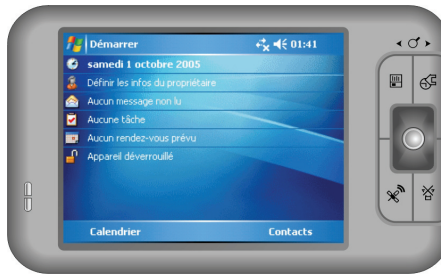 Démarrer 01:41
samedi 1 octobre 2005
Définir les infos du propriétaire
Aucun message non lu
Aucune tâche
Aucun rendez-vous prévu
Appareil déverrouillé
Calendrier Contacts